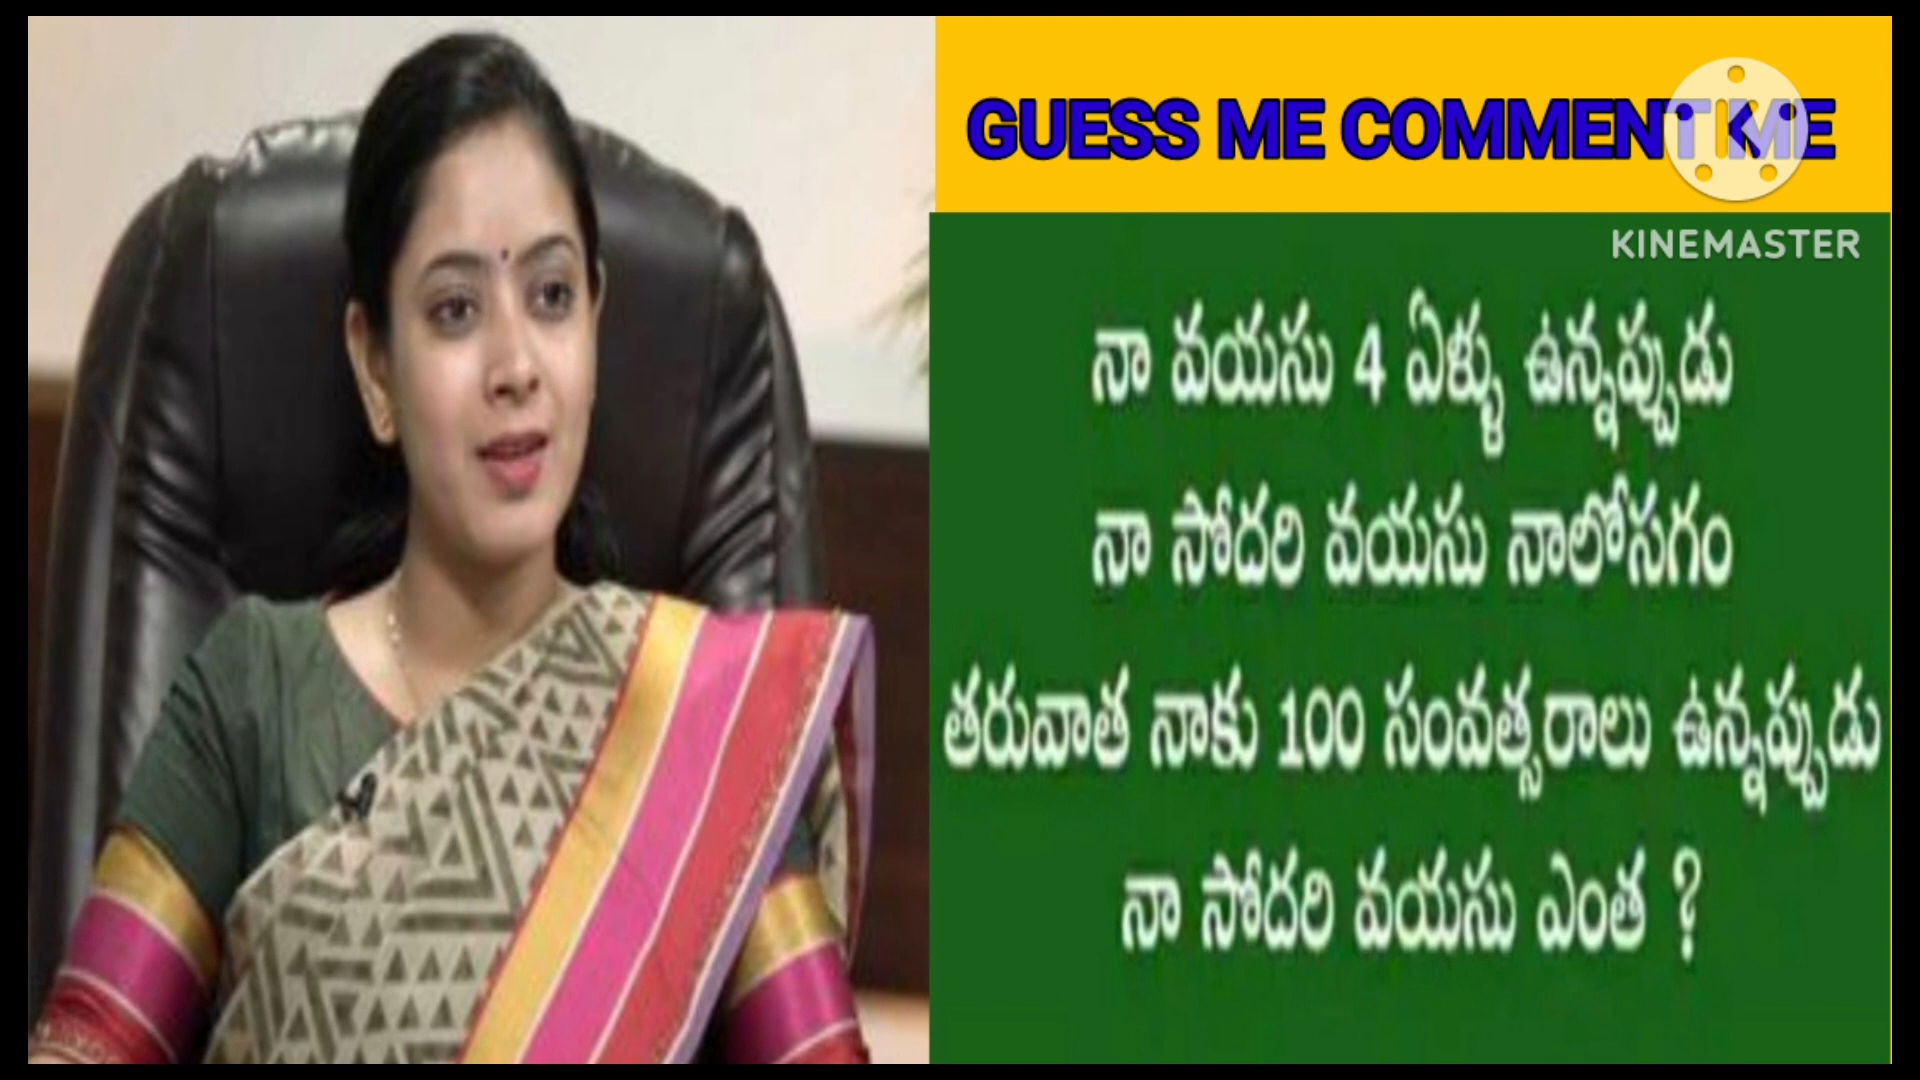 GUESS ME COMMENT ME
KINEMASTER
నా వయసు 4 ఏళ్ళు ఉన్నప్పుడు
నా సోదరి వయసు నాలోసగం
తరువాత నాకు 100 సంవత్సరాలు ఉన్నప్పుడు
నా సోదరి వయసు ఎంత ?